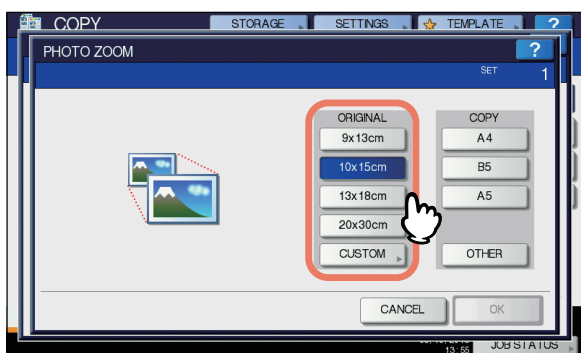 COPY STORAGE SETTINGS TEMPLATE ?
PHOTO ZOOM ?
SET 1
ORIGINAL COPY
9x13cm A4
10x15cm B5
13x18cm A5
20x30cm
CUSTOM OTHER
CANCEL OK
13:55 JOB STATUS